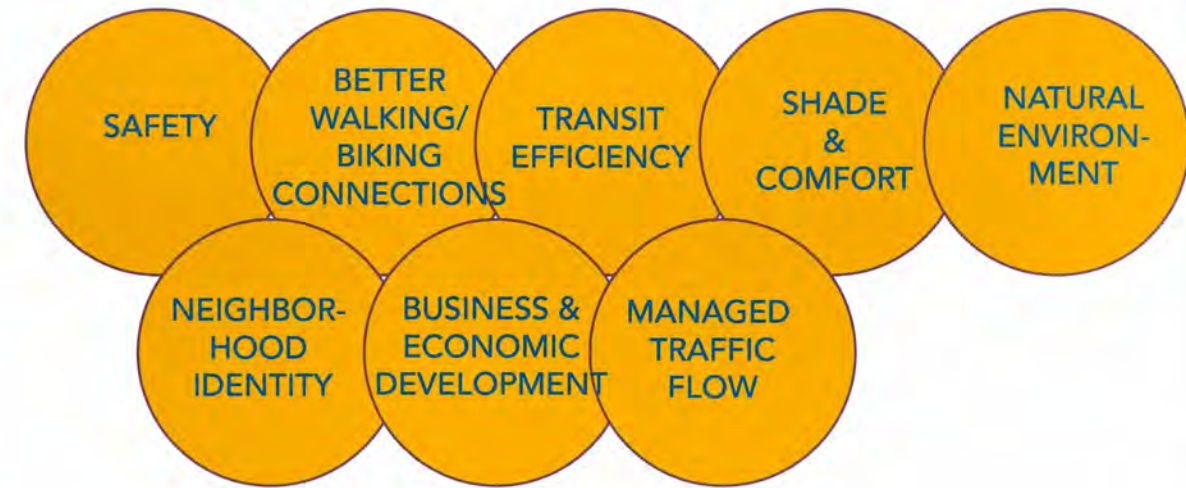 SAFETY
BETTER
WALKING/
BIKING
CONNECTIONS
TRANSIT
EFFICIENCY
SHADE
&
COMFORT
NATURAL
ENVIRON-
MENT
NEIGHBOR-
HOOD
IDENTITY
BUSINESS &
ECONOMIC
DEVELOPMENT
MANAGED
TRAFFIC
FLOW